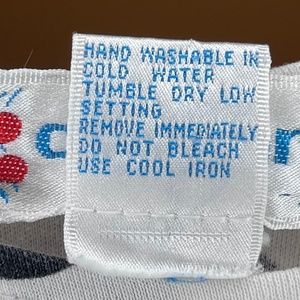 HAND WASHABLE IN
COLD WATER
TUMBLE DRY LOW
SETTING
REMOVE IMMEDIATELY
DO NOT BLEACH
USE COOL IRON